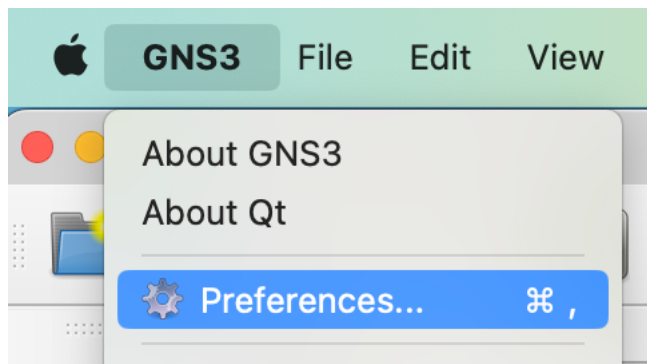 GNS3 File Edit View
About GNS3
About Qt
Preferences... ⌘ ,